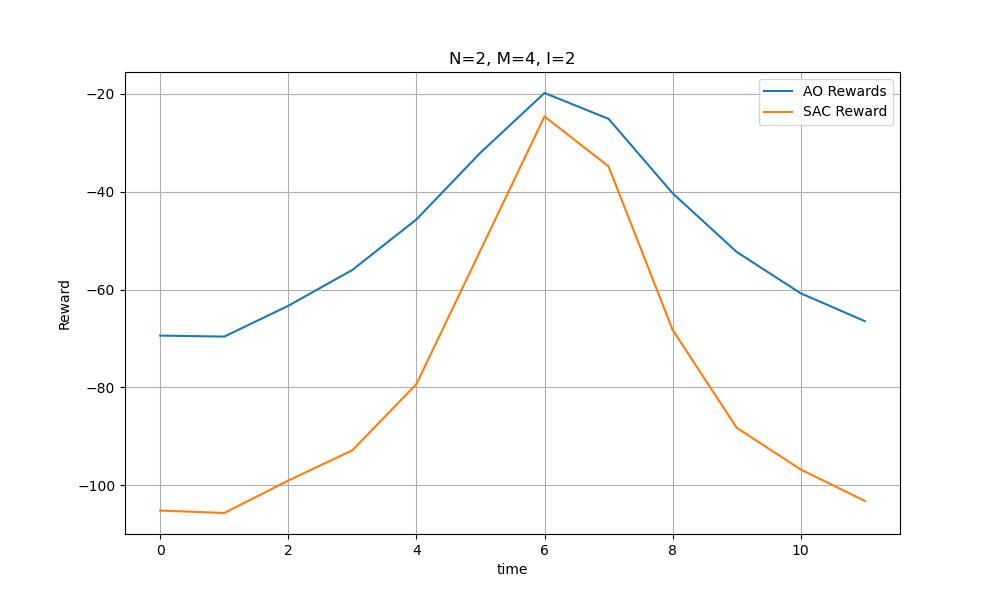 N=2, M=4, I=2
AO Rewards
SAC Reward
Reward
−20
−40
−60
−80
−100
0 2 4 6 8 10
time